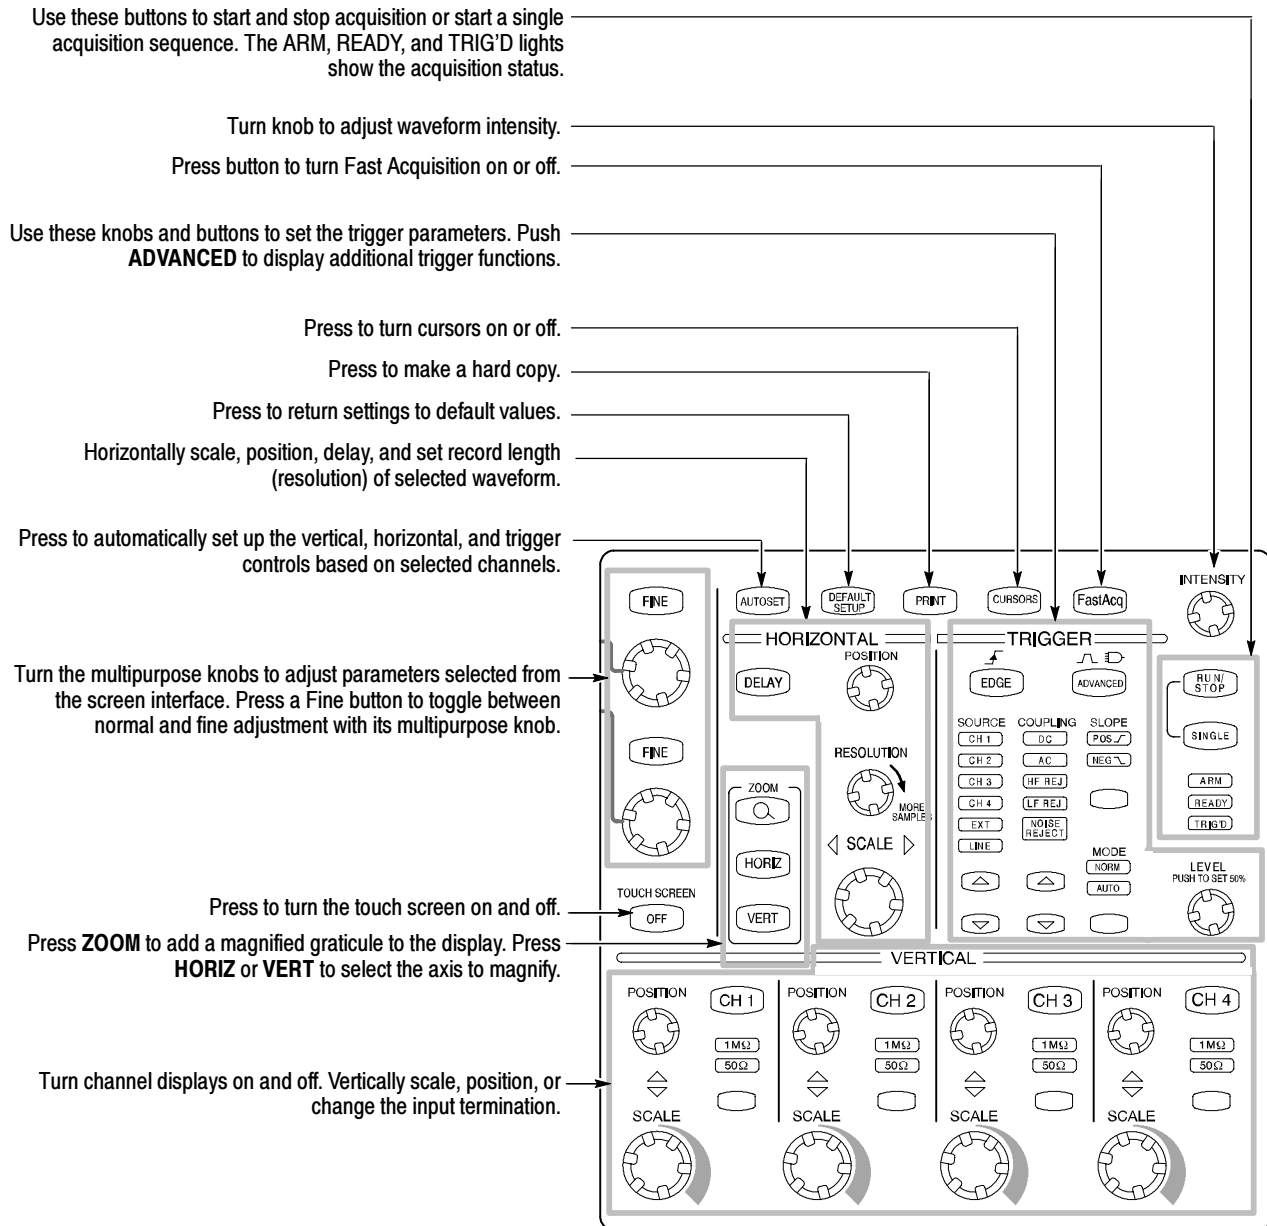 Use these buttons to start and stop acquisition or start a single
acquisition sequence. The ARM, READY, and TRIG'D lights
show the acquisition status.
Turn knob to adjust waveform intensity.
Press button to turn Fast Acquisition on or off.
Use these knobs and buttons to set the trigger parameters. Push
ADVANCED to display additional trigger functions.
Press to turn cursors on or off.
Press to make a hard copy.
Press to return settings to default values.
Horizontally scale, position, delay, and set record length
(resolution) of selected waveform.
Press to automatically set up the vertical, horizontal, and trigger
controls based on selected channels.
Turn the multipurpose knobs to adjust parameters selected from
the screen interface. Press a Fine button to toggle between
normal and fine adjustment with its multipurpose knob.
Press to turn the touch screen on and off.
Press ZOOM to add a magnified graticule to the display. Press
HORIZ or VERT to select the axis to magnify.
Turn channel displays on and off. Vertically scale, position, or
change the input termination.
FINE
FINE
TOUCH SCREEN
OFF
AUTOSET
DEFAULT
SETUP
PRINT
CURSORS
FastAcq
INTENSITY
HORIZONTAL
POSITION
DELAY
RESOLUTION
MORE
SAMPLES
SCALE
ZOOM
HORIZ
VERT
TRIGGER
EDGE
ADVANCED
SOURCE
CH 1
CH 2
CH 3
CH 4
EXT
LINE
COUPLING
DC
AC
HF REJ
LF REJ
NOISE
REJECT
SLOPE
POS
NEG
MODE
NORM
AUTO
RUN/
STOP
SINGLE
ARM
READY
TRIG'D
LEVEL
PUSH TO SET 50%
VERTICAL
POSITION
CH 1
1MΩ
50Ω
SCALE
POSITION
CH 2
1MΩ
50Ω
SCALE
POSITION
CH 3
1MΩ
50Ω
SCALE
POSITION
CH 4
1MΩ
50Ω
SCALE